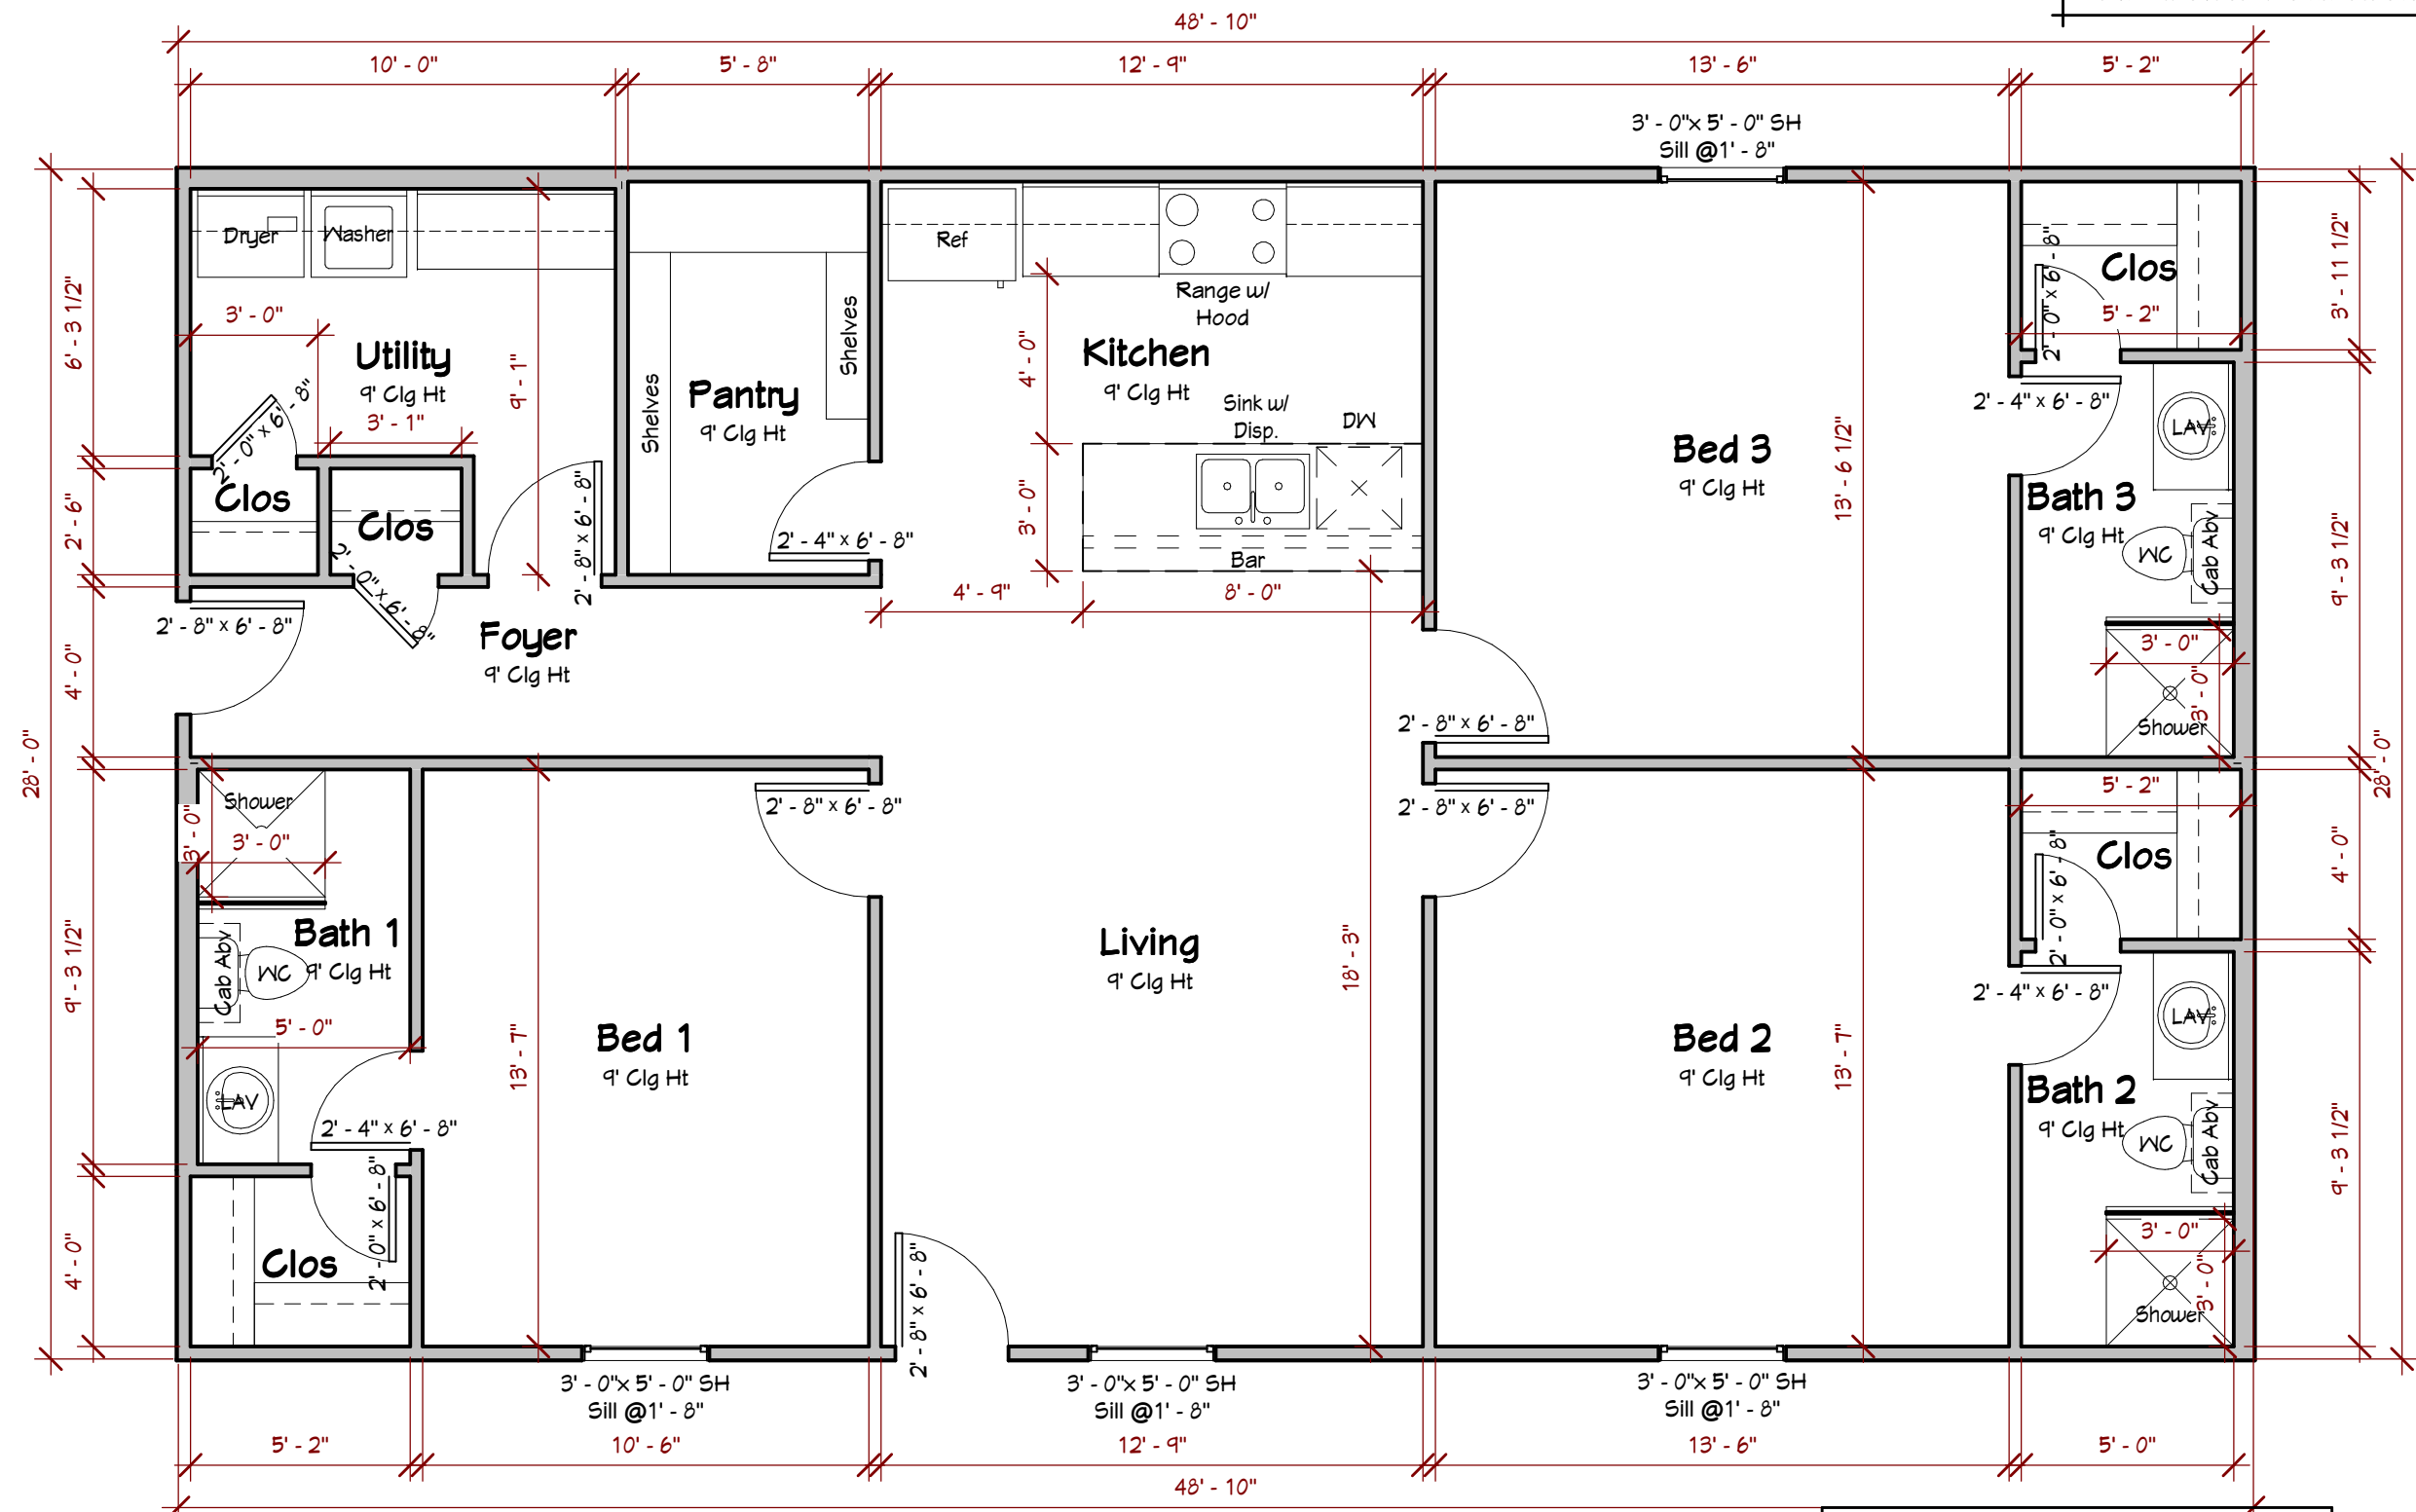 48' - 10"
10' - 0"
5' - 8"
12' - 9"
13' - 6"
5' - 2"
3' - 0"x 5' - 0" SH
Sill @1' - 8"
Dryer
Washer
Ref
Range w/
Hood
Clos
2' - 0" x 6' - 8"
5' - 2"
3' - 11 1/2"
6' - 3 1/2"
3' - 0"
Utility
9' Clg Ht
3' - 1"
9' - 1"
2' - 0" x 6' - 8"
Shelves
Shelves
Pantry
9' Clg Ht
4' - 0"
Kitchen
9' Clg Ht
Sink w/
Disp.
DW
3' - 0"
Bar
Bed 3
9' Clg Ht
13' - 6 1/2"
2' - 4" x 6' - 8"
LAV
Bath 3
9' Clg Ht
WC
Cab Abv
9' - 3 1/2"
2' - 6"
Clos
Clos
2' - 0" x 6' - 8"
2' - 8" x 6' - 8"
2' - 4" x 6' - 8"
4' - 9"
8' - 0"
2' - 8" x 6' - 8"
4' - 0"
Foyer
9' Clg Ht
3' - 0"
3' - 0"
Shower
2' - 8" x 6' - 8"
28' - 0"
28' - 0"
Shower
3' - 0"
3' - 0"
2' - 8" x 6' - 8"
2' - 8" x 6' - 8"
5' - 2"
Clos
2' - 0" x 6' - 8"
4' - 0"
9' - 3 1/2"
Bath 1
9' Clg Ht
WC
Cab Abv
5' - 0"
LAV
2' - 4" x 6' - 8"
13' - 7"
Bed 1
9' Clg Ht
Living
9' Clg Ht
18' - 3"
Bed 2
9' Clg Ht
13' - 7"
2' - 4" x 6' - 8"
LAV
Bath 2
9' Clg Ht
WC
Cab Abv
9' - 3 1/2"
3' - 0"
3' - 0"
Shower
4' - 0"
Clos
2' - 0" x 6' - 8"
2' - 8" x 6' - 8"
3' - 0"x 5' - 0" SH
Sill @1' - 8"
3' - 0"x 5' - 0" SH
Sill @1' - 8"
3' - 0"x 5' - 0" SH
Sill @1' - 8"
5' - 2"
10' - 6"
12' - 9"
13' - 6"
5' - 0"
48' - 10"